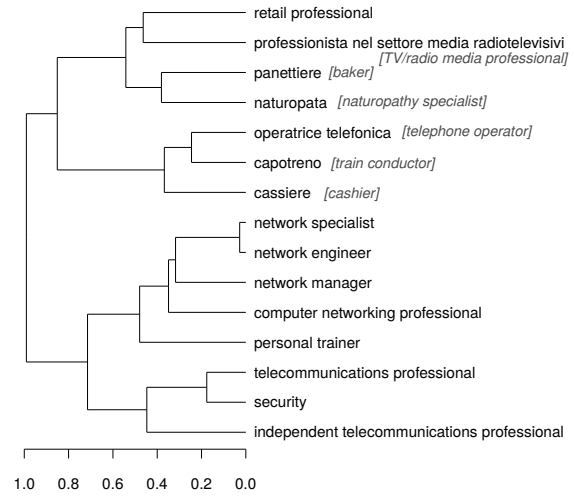 retail professional
professionista nel settore media radiotelevisivi
[TV/radio media professional]
panettiere [baker]
naturopata [naturopathy specialist]
operatrice telefonica [telephone operator]
capotreno [train conductor]
cassiere [cashier]
network specialist
network engineer
network manager
computer networking professional
personal trainer
telecommunications professional
security
independent telecommunications professional
1.0 0.8 0.6 0.4 0.2 0.0